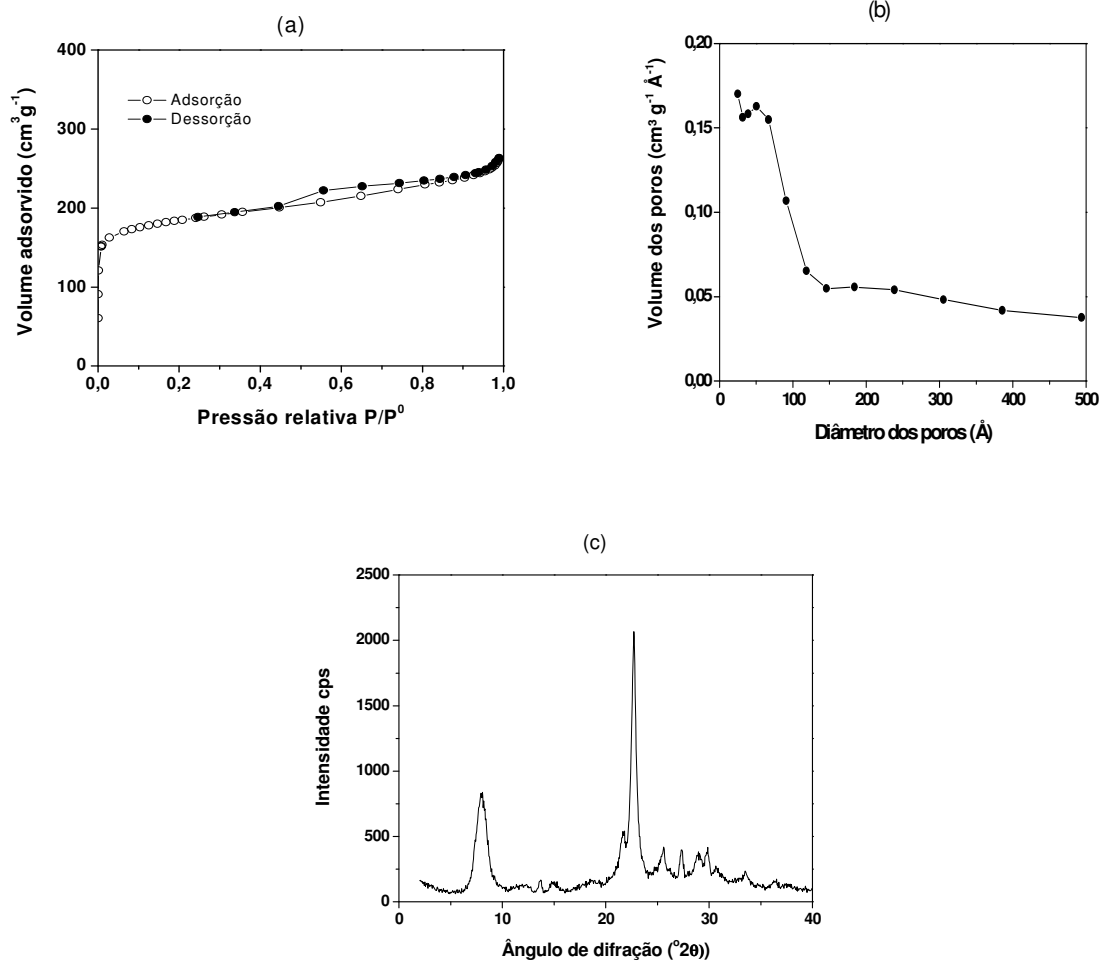 (a)
400
300
200
100
0
Volume adsorvido (cm³g⁻¹)
Adsorção
Dessorção
0,0 0,2 0,4 0,6 0,8 1,0
Pressão relativa P/P⁰
(b)
0,20
0,15
0,10
0,05
0,00
Volume dos poros (cm³ g⁻¹ Å⁻¹)
0 100 200 300 400 500
Diâmetro dos poros (Å)
(c)
2500
2000
1500
1000
500
0
Intensidade cps
0 10 20 30 40
Ângulo de difração (°2θ))